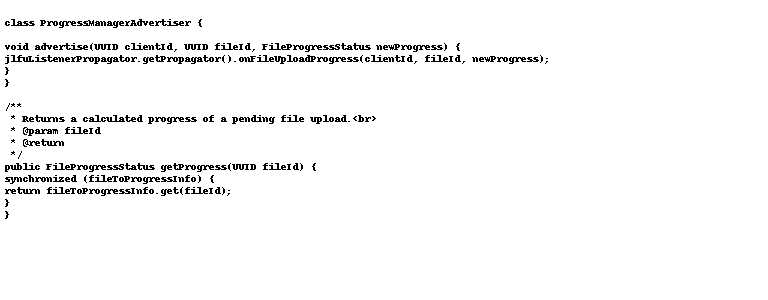 class ProgressManagerAdvertiser {
void advertise(UUID clientId, UUID fileId, FileProgressStatus newProgress) {
jlfuListenerPropagator.getPropagator().onFileUploadProgress(clientId, fileId, newProgress);
}
}
/**
* Returns a calculated progress of a pending file upload.<br>
* @param fileId
* @return
*/
public FileProgressStatus getProgress(UUID fileId) {
synchronized (fileToProgressInfo) {
return fileToProgressInfo.get(fileId);
}
}